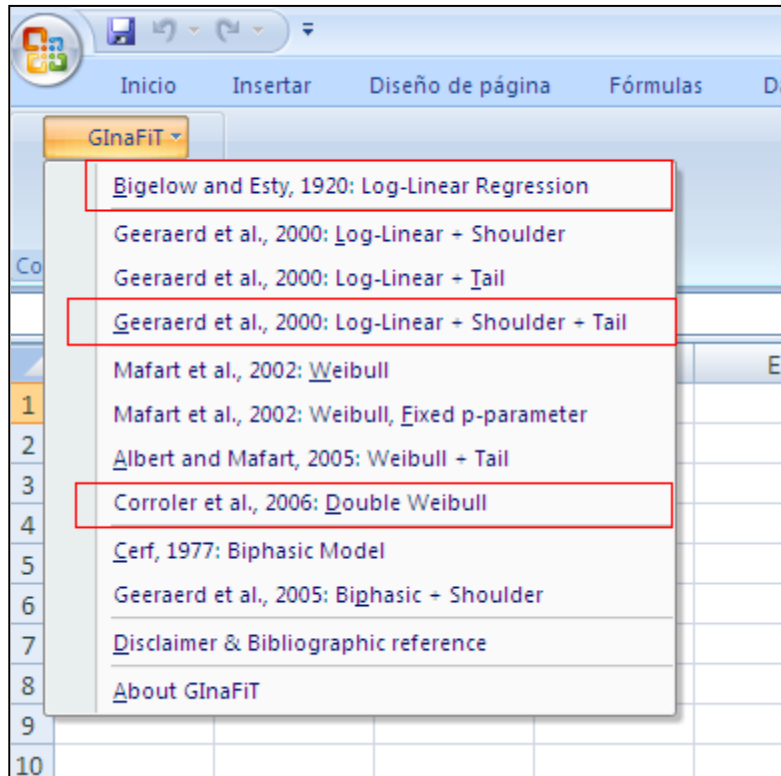 Inicio Insertar Diseño de página Fórmulas
GInaFiT
Bigelow and Esty, 1920: Log-Linear Regression
Geeraerd et al., 2000: Log-Linear + Shoulder
Co
Geeraerd et al., 2000: Log-Linear + Tail
Geeraerd et al., 2000: Log-Linear + Shoulder + Tail
E
Mafart et al., 2002: Weibull
1
Mafart et al., 2002: Weibull, Fixed p-parameter
2
Albert and Mafart, 2005: Weibull + Tail
3
Corroler et al., 2006: Double Weibull
4
Cerf, 1977: Biphasic Model
5
Geeraerd et al., 2005: Biphasic + Shoulder
6
Disclaimer & Bibliographic reference
7
About GInaFiT
8
9
10